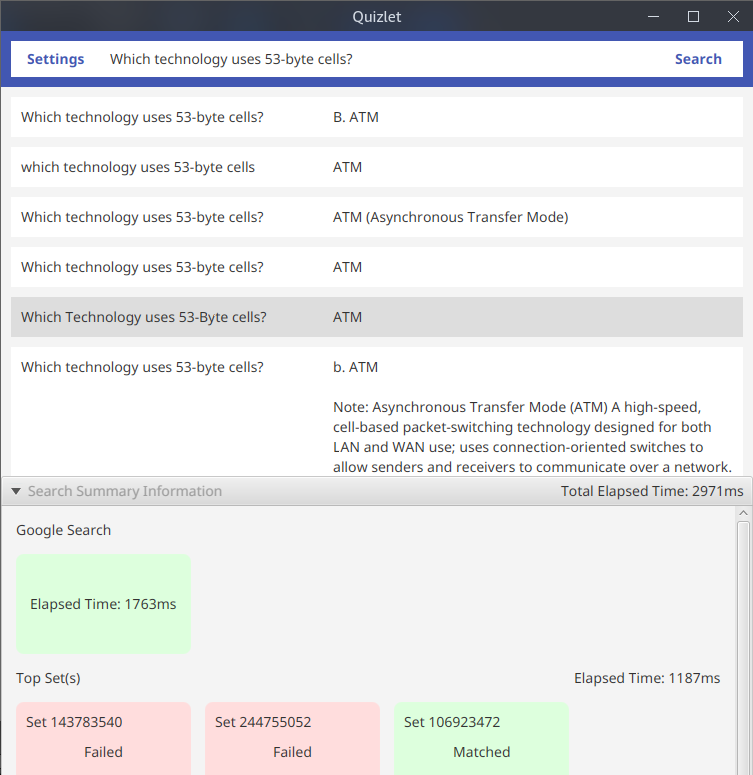 Quizlet
Settings Which technology uses 53-byte cells? Search
Which technology uses 53-byte cells? B. ATM
which technology uses 53-byte cells ATM
Which technology uses 53-byte cells? ATM (Asynchronous Transfer Mode)
Which technology uses 53-byte cells? ATM
Which Technology uses 53-Byte cells? ATM
Which technology uses 53-byte cells? b. ATM
Note: Asynchronous Transfer Mode (ATM) A high-speed,
cell-based packet-switching technology designed for both
LAN and WAN use; uses connection-oriented switches to
allow senders and receivers to communicate over a network.
Search Summary Information Total Elapsed Time: 2971ms
Google Search
Elapsed Time: 1763ms
Top Set(s) Elapsed Time: 1187ms
Set 143783540 Set 244755052 Set 106923472
Failed Failed Matched